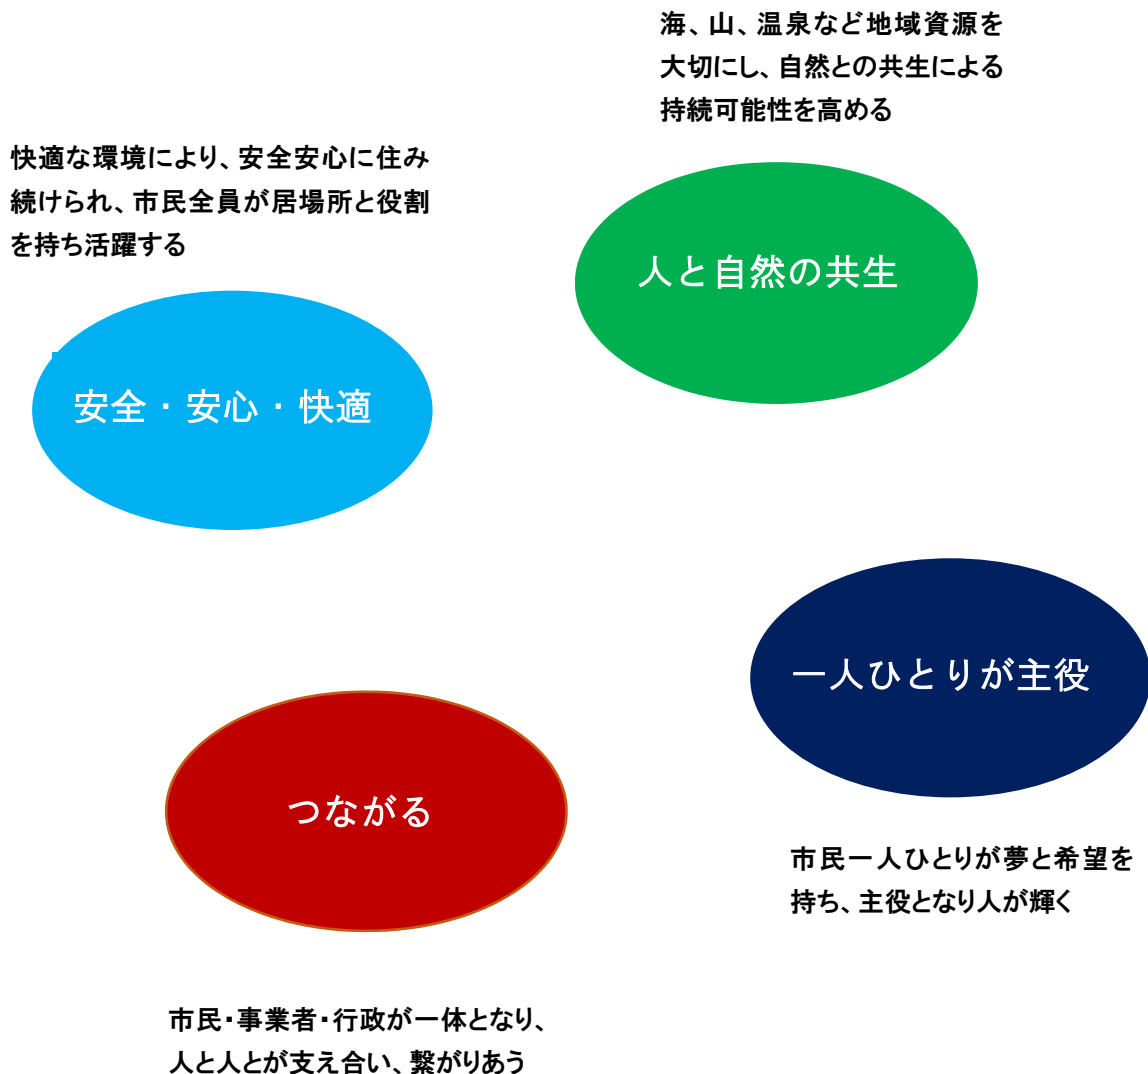 海、山、温泉など地域資源を
大切にし、自然との共生による
持続可能性を高める
快適な環境により、安全安心に住み
続けられ、市民全員が居場所と役割
を持ち活躍する
人と自然の共生
安全・安心・快適
一人ひとりが主役
つながる
市民一人ひとりが夢と希望を
持ち、主役となり人が輝く
市民・事業者・行政が一体となり、
人と人とが支え合い、繋がりあう